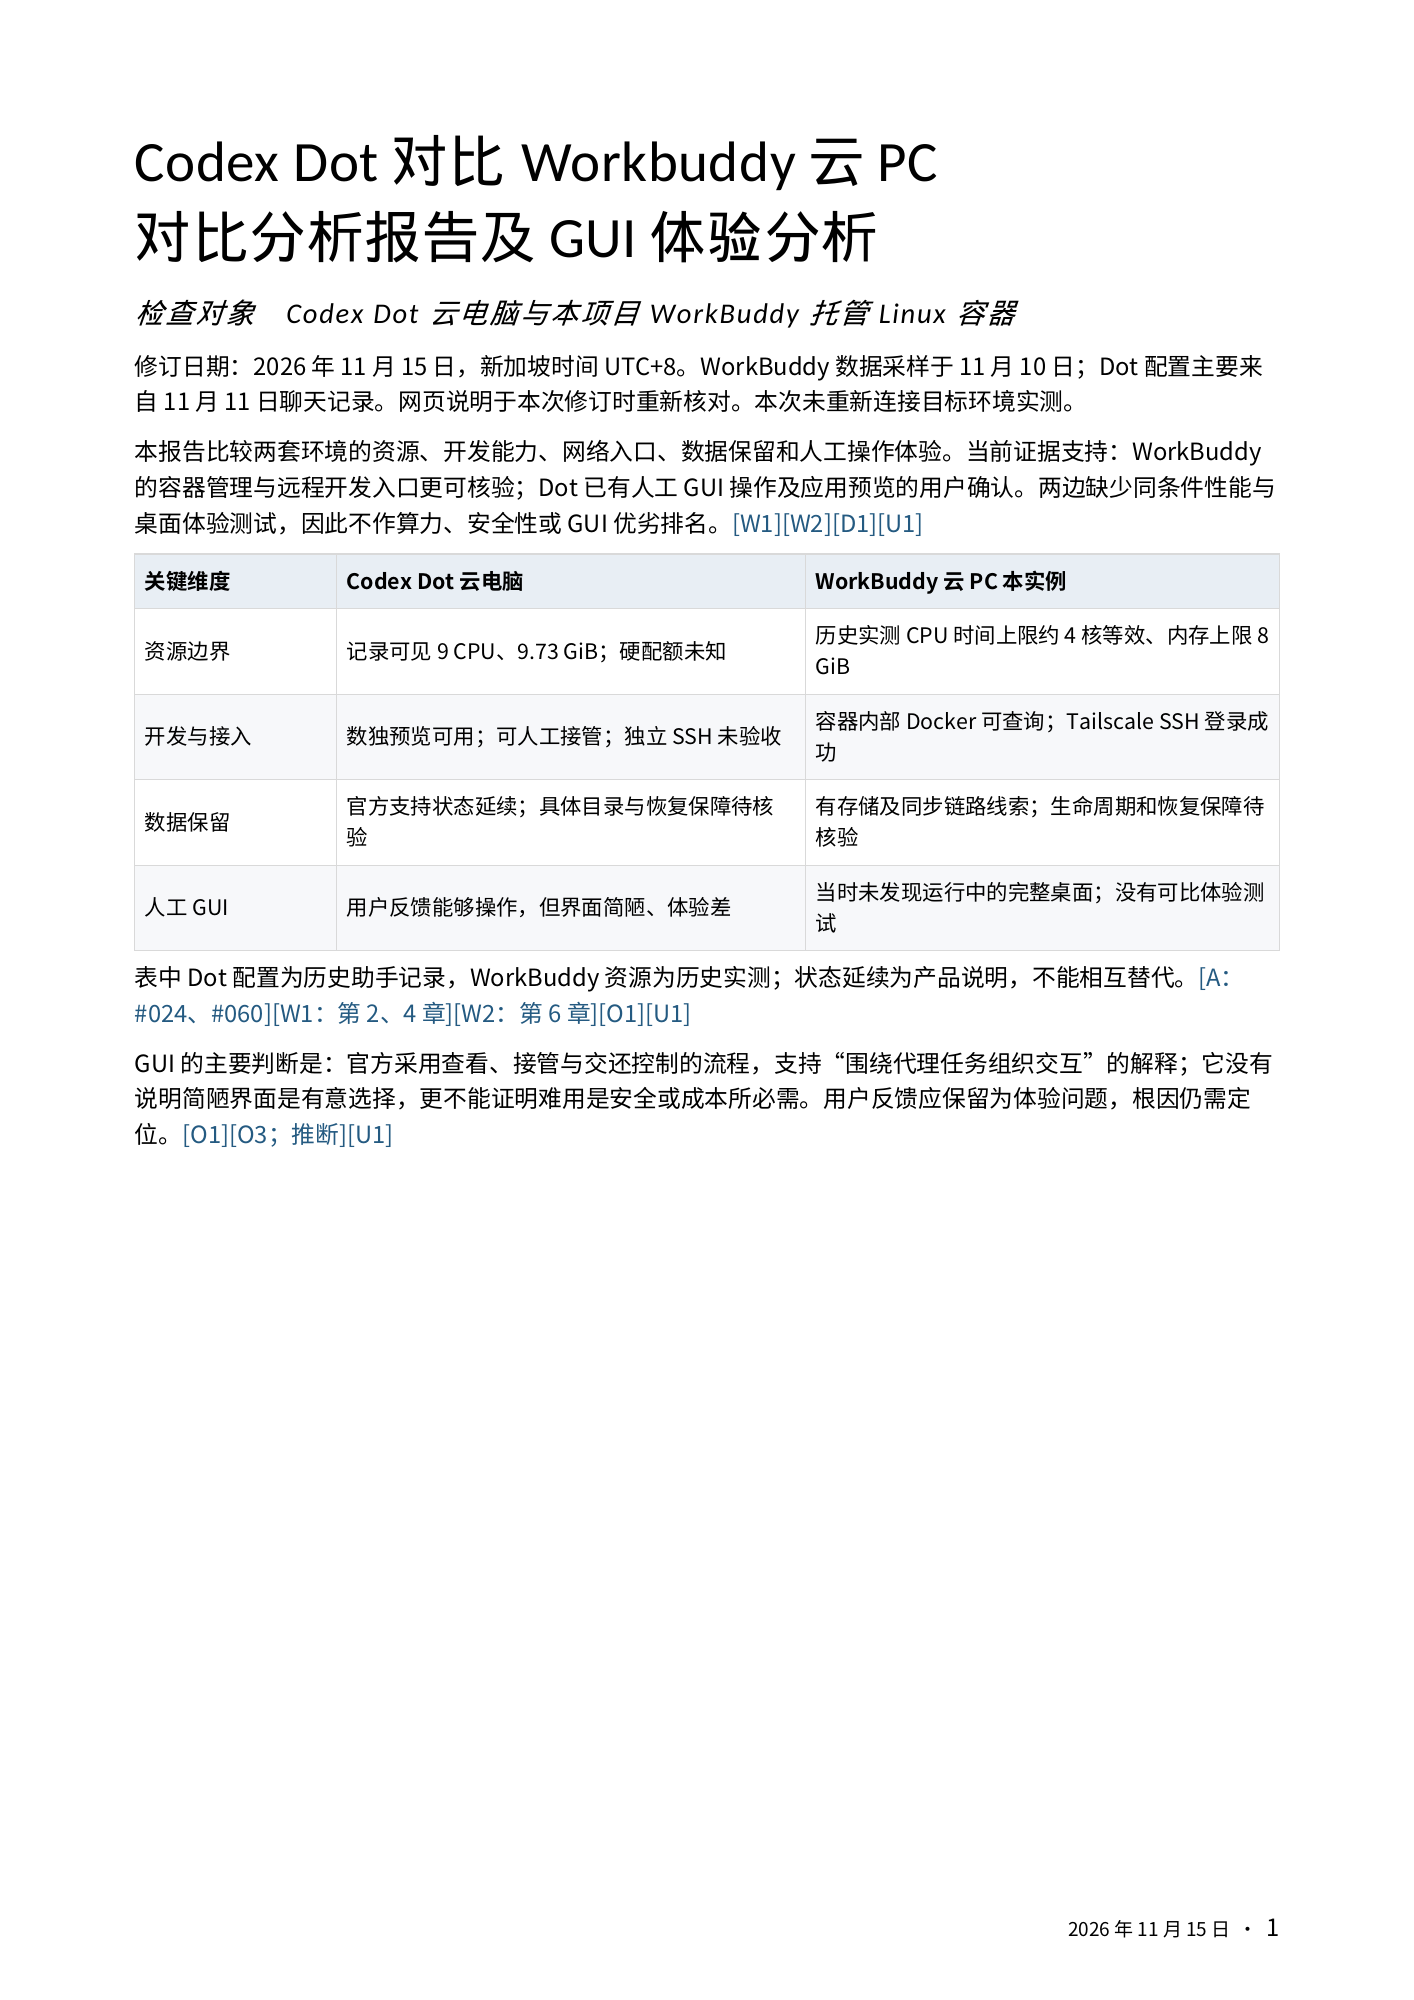 Codex Dot 对比 Workbuddy 云 PC
对比分析报告及 GUI 体验分析
检查对象　Codex Dot 云电脑与本项目 WorkBuddy 托管 Linux 容器
修订日期：2026 年 11 月 15 日，新加坡时间 UTC+8。WorkBuddy 数据采样于 11 月 10 日；Dot 配置主要来
自 11 月 11 日聊天记录。网页说明于本次修订时重新核对。本次未重新连接目标环境实测。
本报告比较两套环境的资源、开发能力、网络入口、数据保留和人工操作体验。当前证据支持：WorkBuddy
的容器管理与远程开发入口更可核验；Dot 已有人工 GUI 操作及应用预览的用户确认。两边缺少同条件性能与
桌面体验测试，因此不作算力、安全性或 GUI 优劣排名。[W1][W2][D1][U1]
关键维度
Codex Dot 云电脑
WorkBuddy 云 PC 本实例
资源边界
记录可见 9 CPU、9.73 GiB；硬配额未知
历史实测 CPU 时间上限约 4 核等效、内存上限 8
GiB
开发与接入
数独预览可用；可人工接管；独立 SSH 未验收
容器内部 Docker 可查询；Tailscale SSH 登录成
功
数据保留
官方支持状态延续；具体目录与恢复保障待核
验
有存储及同步链路线索；生命周期和恢复保障待
核验
人工 GUI
用户反馈能够操作，但界面简陋、体验差
当时未发现运行中的完整桌面；没有可比体验测
试
表中 Dot 配置为历史助手记录，WorkBuddy 资源为历史实测；状态延续为产品说明，不能相互替代。[A：
#024、#060][W1：第 2、4 章][W2：第 6 章][O1][U1]
GUI 的主要判断是：官方采用查看、接管与交还控制的流程，支持“围绕代理任务组织交互”的解释；它没有
说明简陋界面是有意选择，更不能证明难用是安全或成本所必需。用户反馈应保留为体验问题，根因仍需定
位。[O1][O3；推断][U1]
2026 年 11 月 15 日 · 1